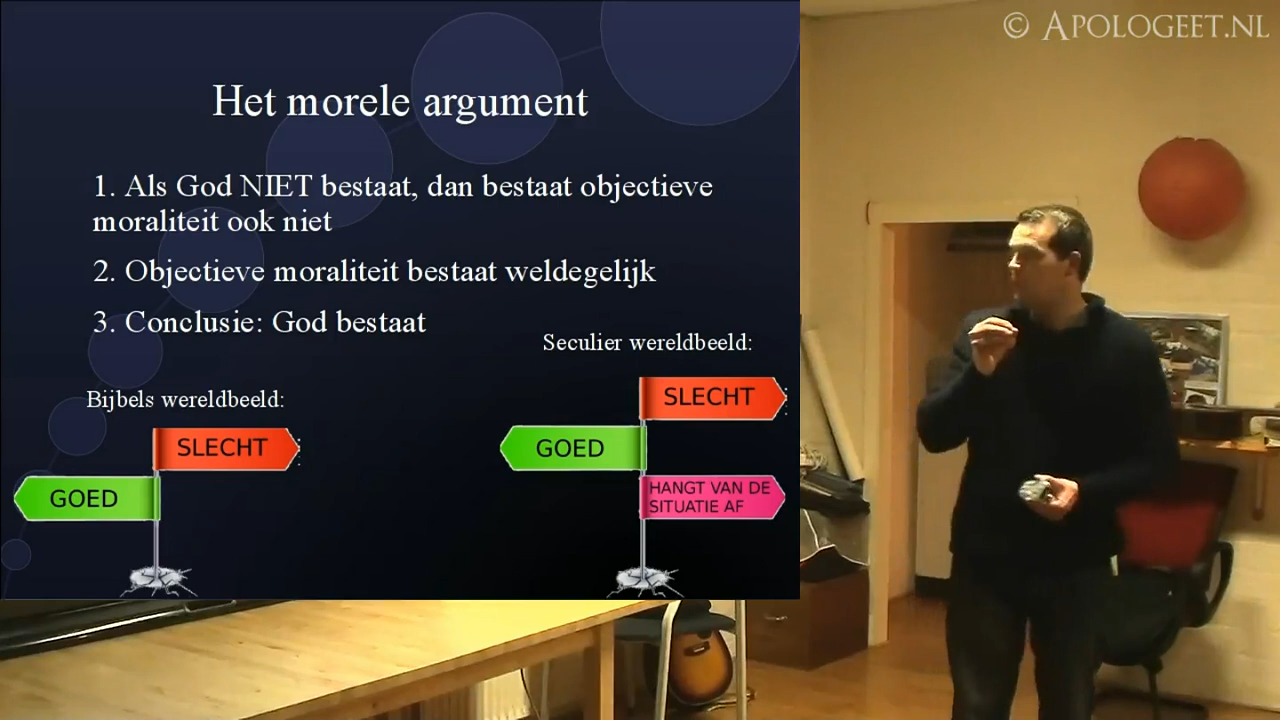 © APOLOGEET.NL
Het morele argument
1. Als God NIET bestaat, dan bestaat objectieve
moraliteit ook niet
2. Objectieve moraliteit bestaat weldegelijk
3. Conclusie: God bestaat
Seculier wereldbeeld:
Bijbels wereldbeeld:
SLECHT
GOED
SLECHT
GOED
HANGT VAN DE
SITUATIE AF